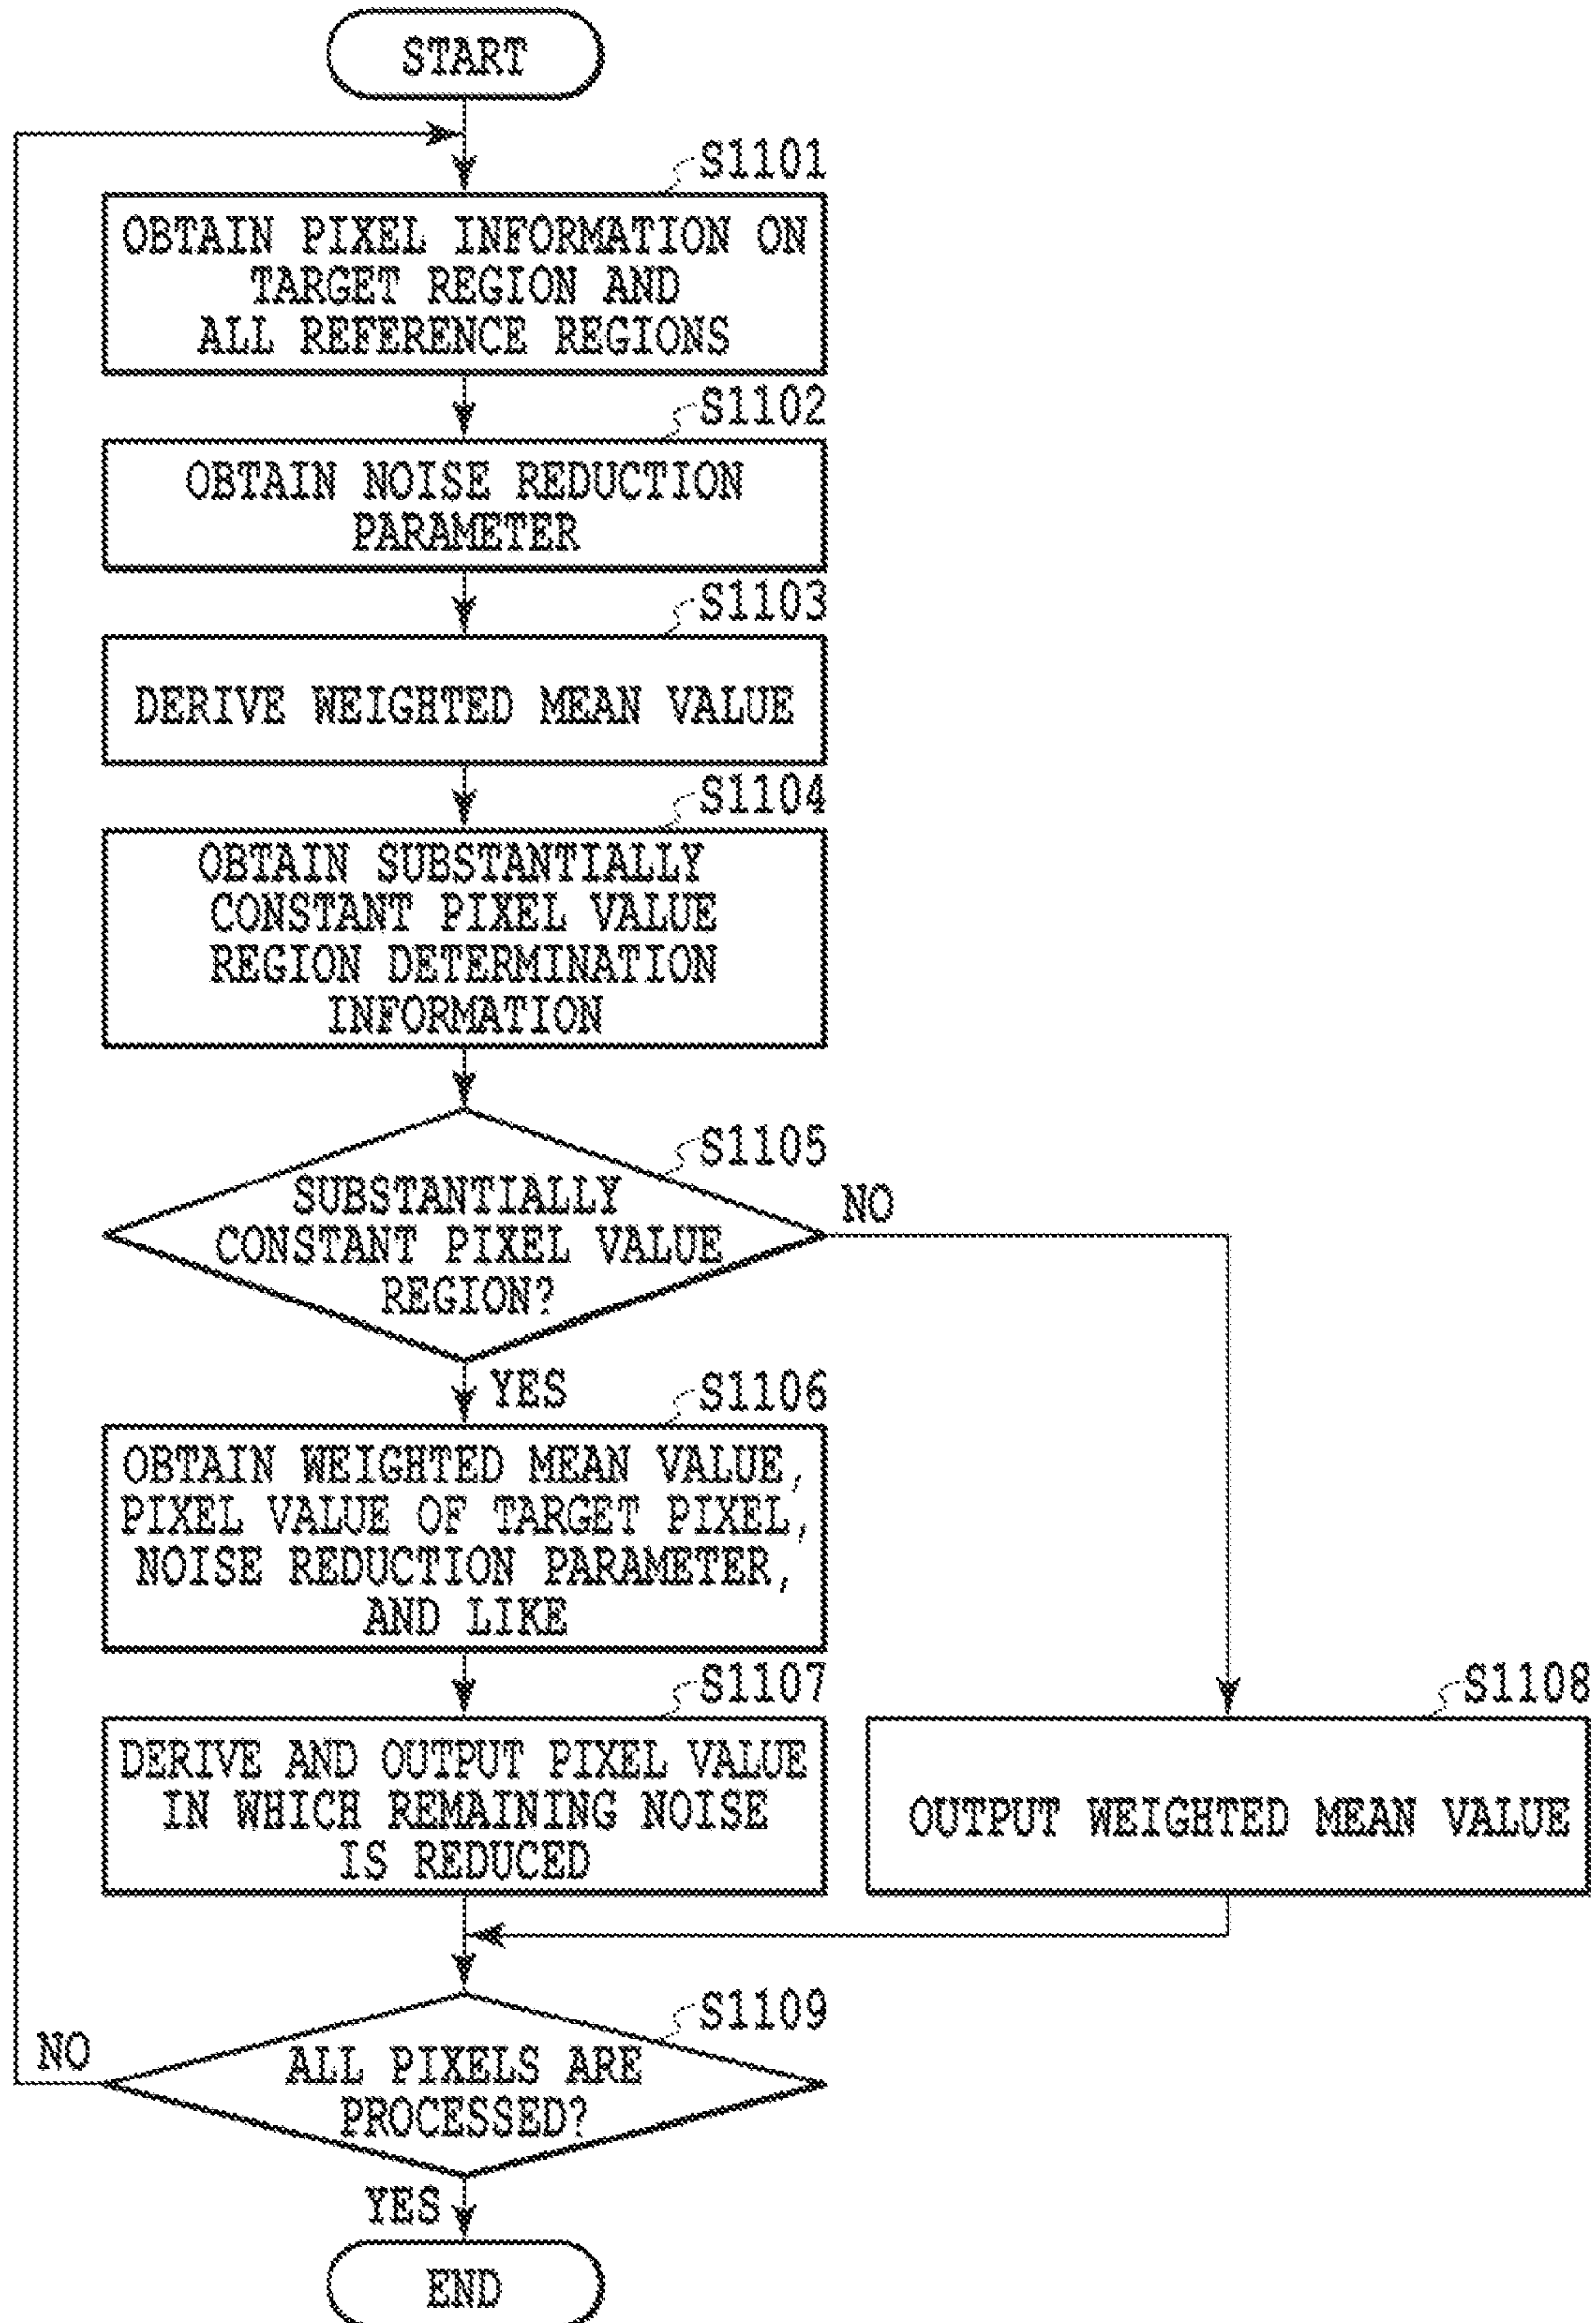 START
S1101
OBTAIN PIXEL INFORMATION ON
TARGET REGION AND
ALL REFERENCE REGIONS
S1102
OBTAIN NOISE REDUCTION
PARAMETER
S1103
DERIVE WEIGHTED MEAN VALUE
S1104
OBTAIN SUBSTANTIALLY
CONSTANT PIXEL VALUE
REGION DETERMINATION
INFORMATION
S1105
SUBSTANTIALLY
CONSTANT PIXEL VALUE
REGION?
NO
YES
S1106
OBTAIN WEIGHTED MEAN VALUE,
PIXEL VALUE OF TARGET PIXEL,
NOISE REDUCTION PARAMETER,
AND LIKE
S1107
DERIVE AND OUTPUT PIXEL VALUE
IN WHICH REMAINING NOISE
IS REDUCED
S1108
OUTPUT WEIGHTED MEAN VALUE
S1109
ALL PIXELS ARE
PROCESSED?
NO
YES
END